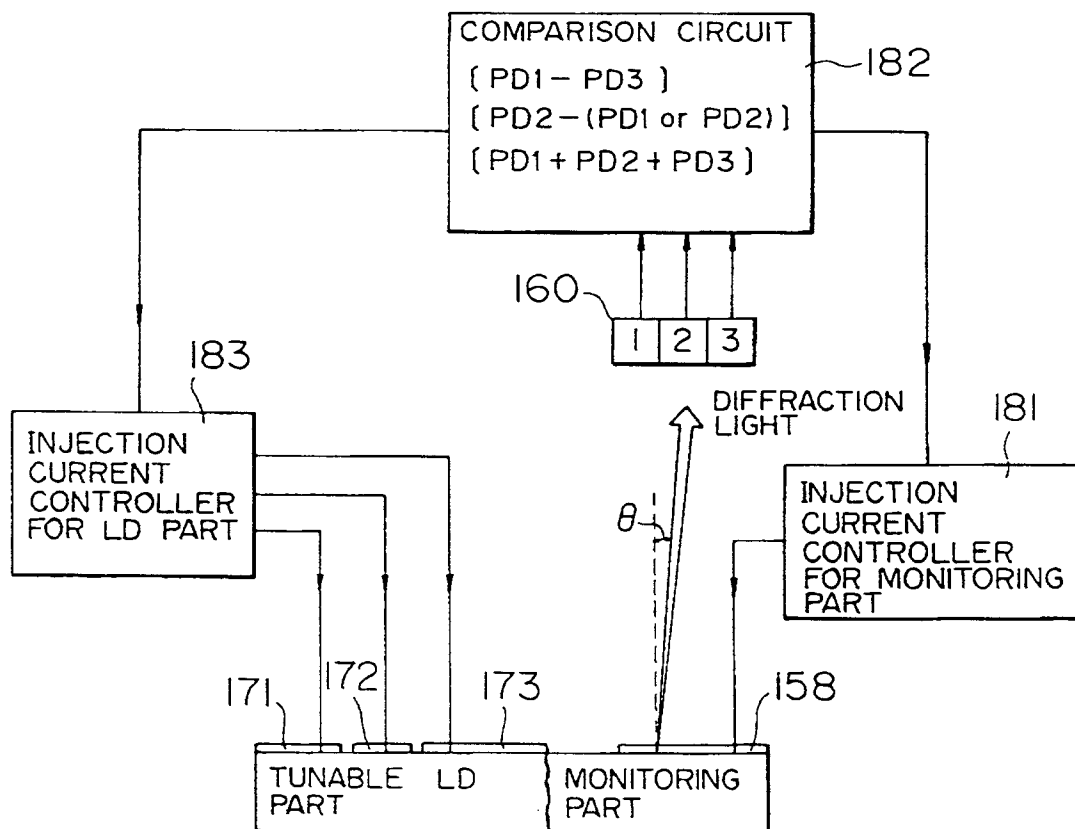 COMPARISON CIRCUIT
[PD1-PD3]
[PD2-(PD1 or PD2)]
[PD1+PD2+PD3]
182
160
1 2 3
183
INJECTION
CURRENT
CONTROLLER
FOR LD PART
DIFFRACTION
LIGHT
θ
181
INJECTION
CURRENT
CONTROLLER
FOR MONITORING
PART
171
172
173
158
TUNABLE LD
PART
MONITORING
PART